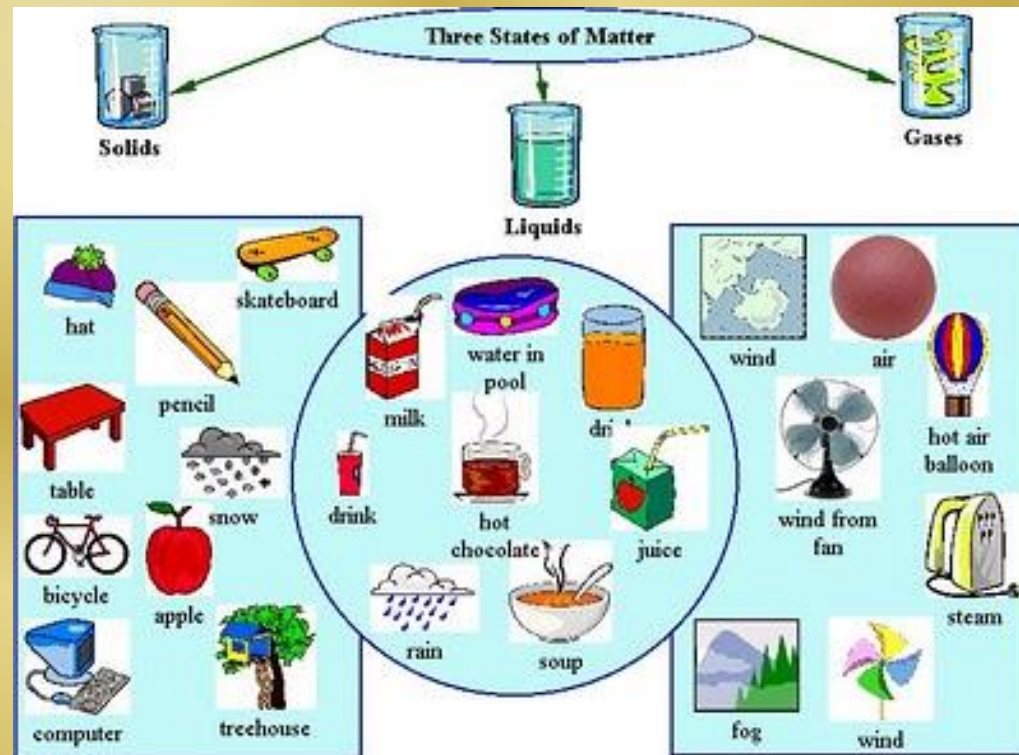 Three States of Matter
Solids
Liquids
Gases
hat
skateboard
pencil
table
snow
bicycle
apple
computer
treehouse
milk
water in
pool
drink
hot
chocolate
juice
rain
soup
wind
air
hot air
balloon
wind from
fan
steam
fog
wind